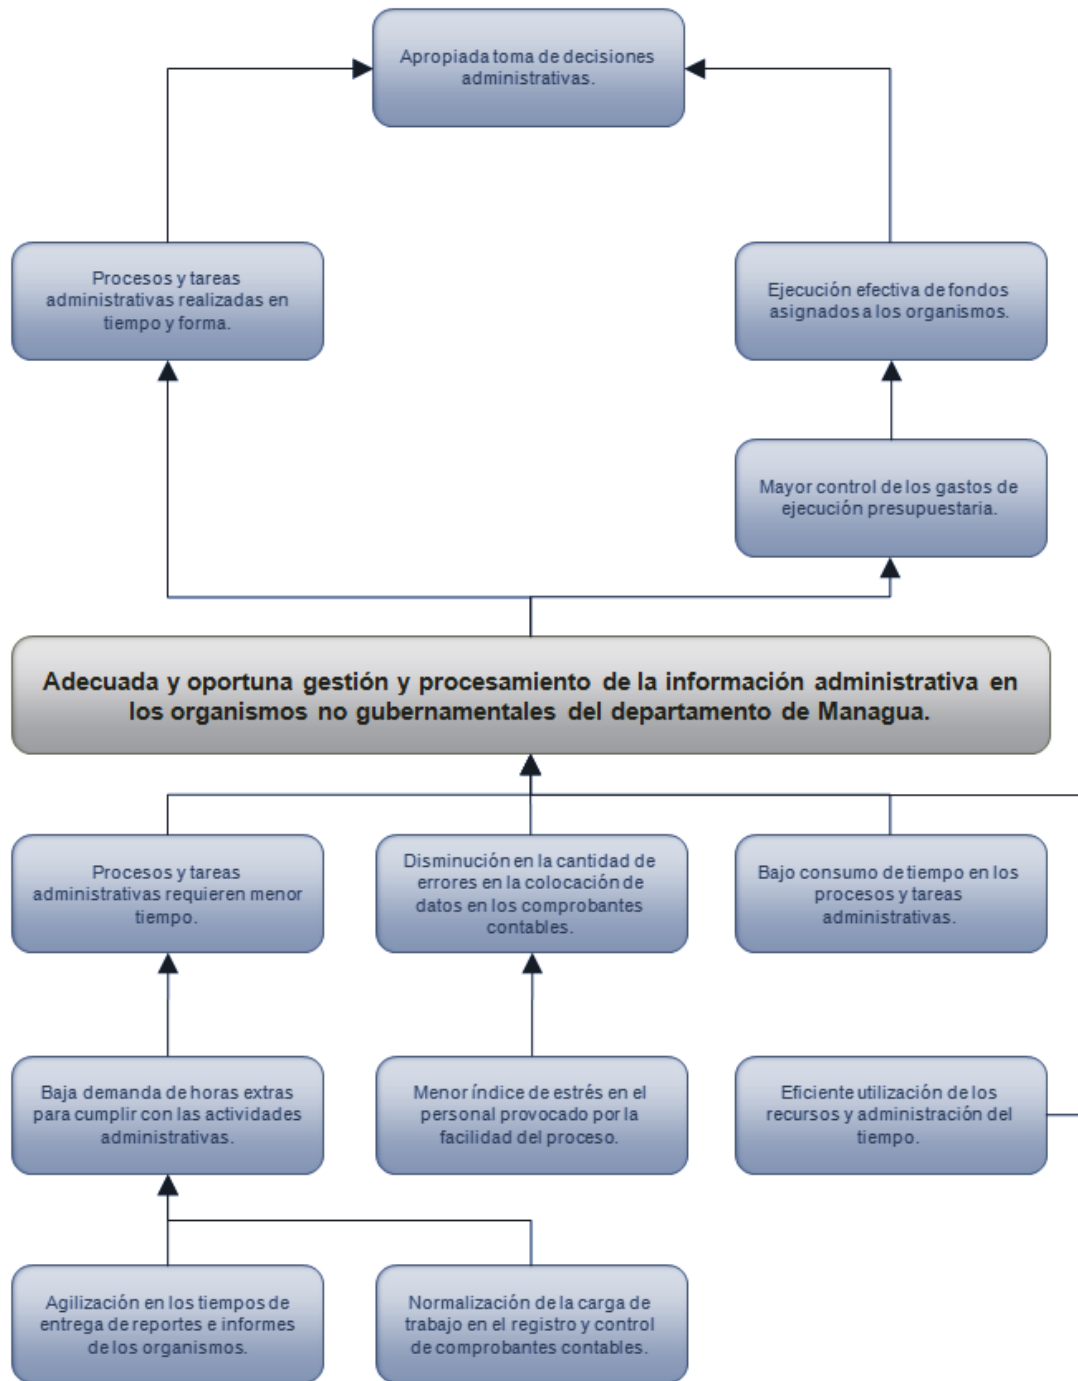 Apropiada toma de decisiones
administrativas.
Procesos y tareas
administrativas realizadas en
tiempo y forma.
Ejecución efectiva de fondos
asignados a los organismos.
Mayor control de los gastos de
ejecución presupuestaria.
Adecuada y oportuna gestión y procesamiento de la información administrativa en
los organismos no gubernamentales del departamento de Managua.
Procesos y tareas
administrativas requieren menor
tiempo.
Disminución en la cantidad de
errores en la colocación de
datos en los comprobantes
contables.
Bajo consumo de tiempo en los
procesos y tareas
administrativas.
Baja demanda de horas extras
para cumplir con las actividades
administrativas.
Menor índice de estrés en el
personal provocado por la
facilidad del proceso.
Eficiente utilización de los
recursos y administración del
tiempo.
Agilización en los tiempos de
entrega de reportes e informes
de los organismos.
Normalización de la carga de
trabajo en el registro y control
de comprobantes contables.